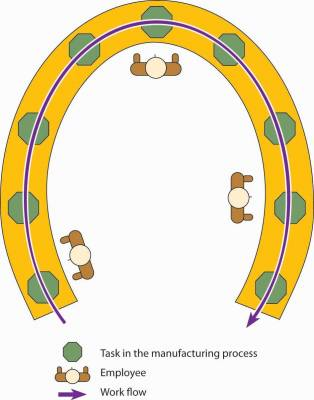 Task in the manufacturing process
Employee
Work flow